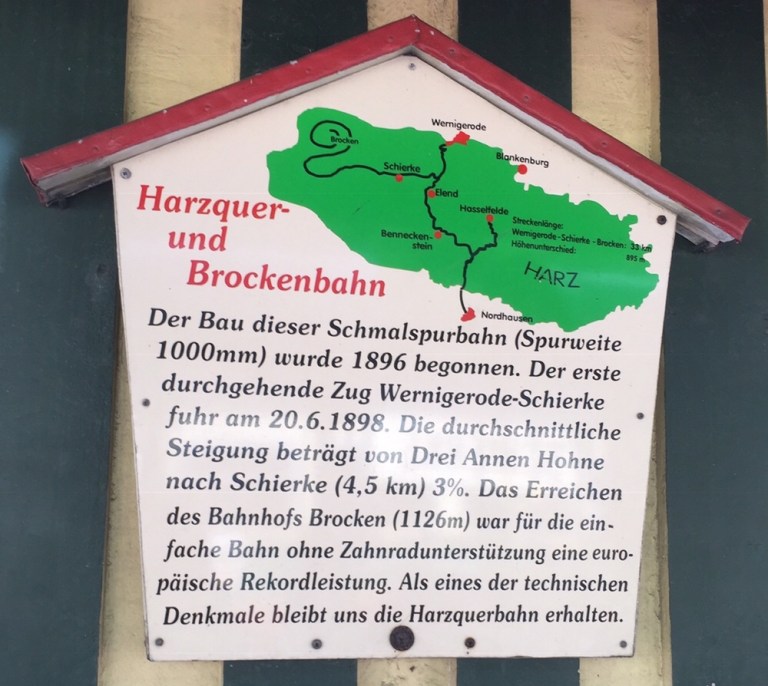 Wernigerode
Brocken
Blankenburg
Schierke
Elend
Hasselfelde
Streckenlänge:
Wernigerode-Schierke-Brocken: 33 km
Höhenunterschied:
895 m
Bennecken-
stein
HARZ
Nordhausen
Harzquer-
und
Brockenbahn
Der Bau dieser Schmalspurbahn (Spurweite
1000mm) wurde 1896 begonnen. Der erste
durchgehende Zug Wernigerode-Schierke
fuhr am 20.6.1898. Die durchschnittliche
Steigung beträgt von Drei Annen Hohne
nach Schierke (4,5 km) 3%. Das Erreichen
des Bahnhofs Brocken (1126m) war für die ein-
fache Bahn ohne Zahnradunterstützung eine euro-
päische Rekordleistung. Als eines der technischen
Denkmale bleibt uns die Harzquerbahn erhalten.